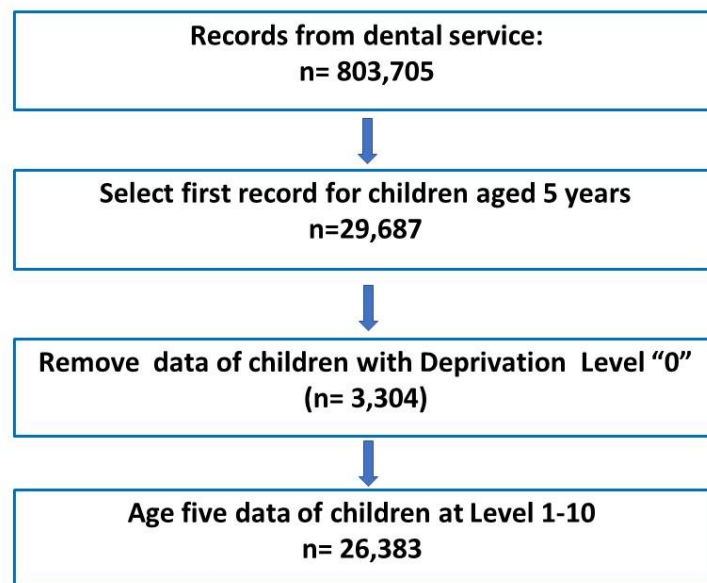 Records from dental service:
n= 803,705
Select first record for children aged 5 years
n=29,687
Remove  data of children with Deprivation  Level “0”
(n= 3,304)
Age five data of children at Level 1-10
n= 26,383